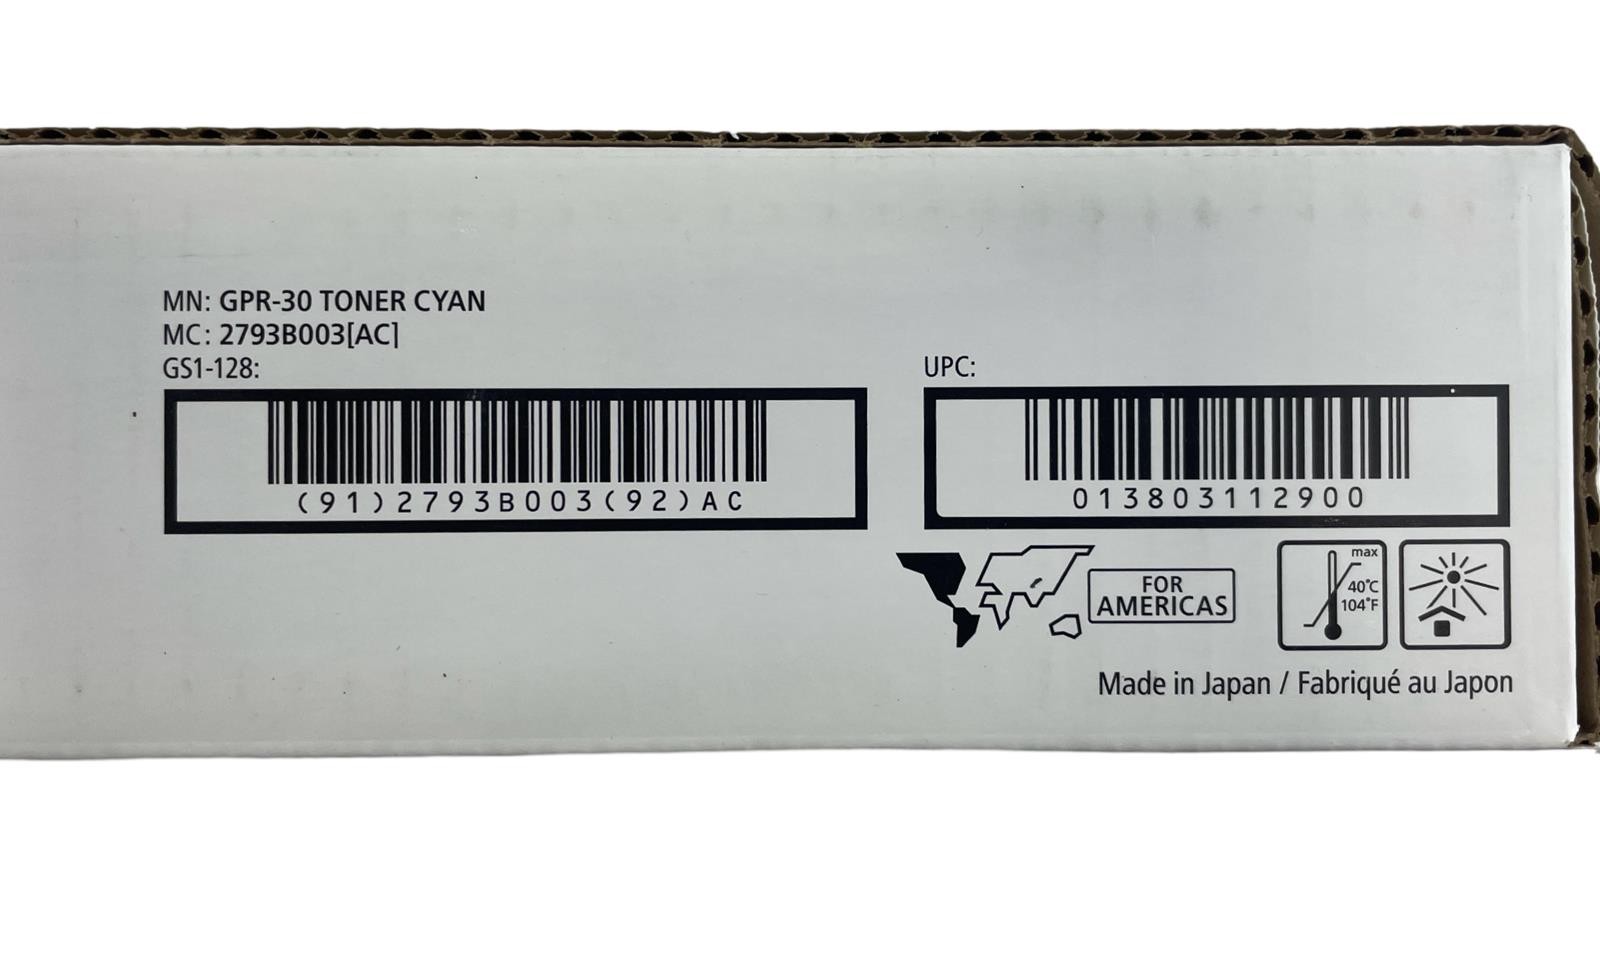 MN: GPR-30 TONER CYAN
MC: 2793B003[AC]
GS1-128:
(91)2793B003(92)AC
UPC:
013803112900
FOR
AMERICAS
max
40°C
104°F
Made in Japan / Fabriqué au Japon